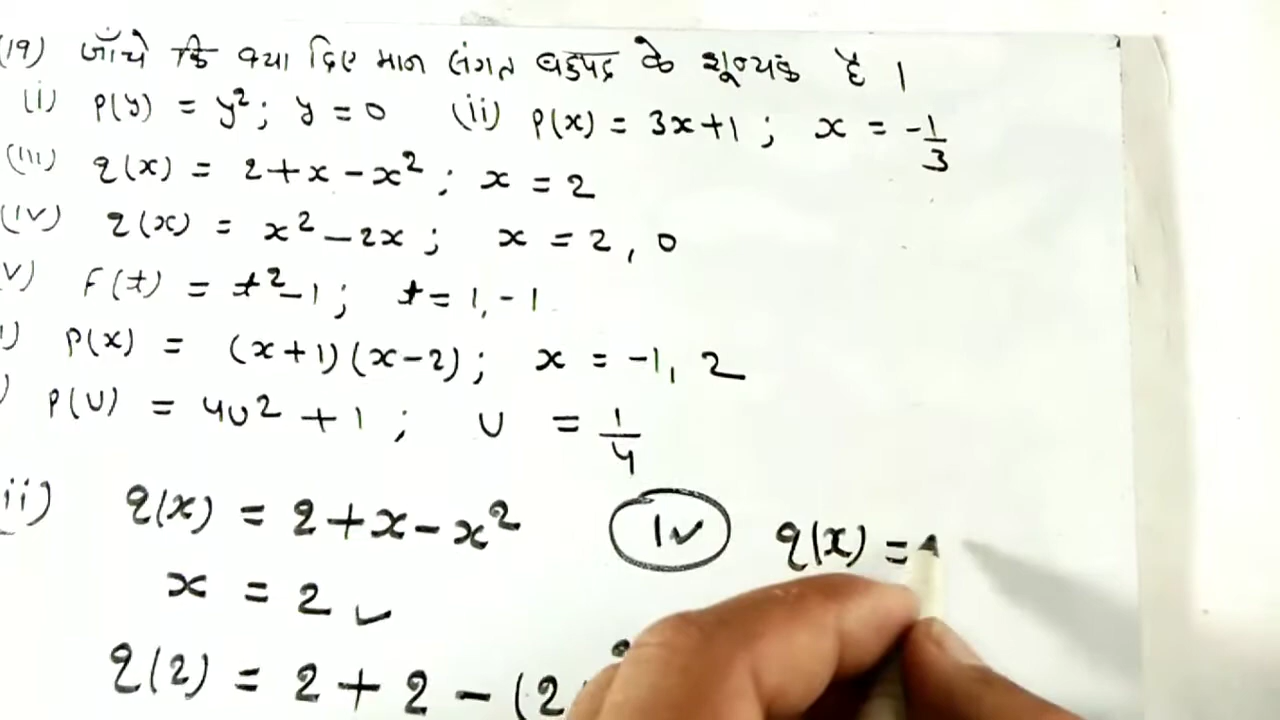 (19) जाँचे कि क्या दिए मान संगत बहुपद के शून्यक है ।
(i) p(y) = y²; y = 0 (ii) p(x) = 3x+1 ; x = -1/3
(iii) q(x) = 2+x-x² ; x = 2
(iv) q(x) = x²-2x ; x = 2, 0
v) F(t) = t²-1 ; t = 1, -1
) p(x) = (x+1)(x-2) ; x = -1, 2
) p(u) = 4u²+1 ; u = 1/4
ii) q(x) = 2+x-x² iv q(x) =
x = 2 ✓
q(2) = 2+2-(2